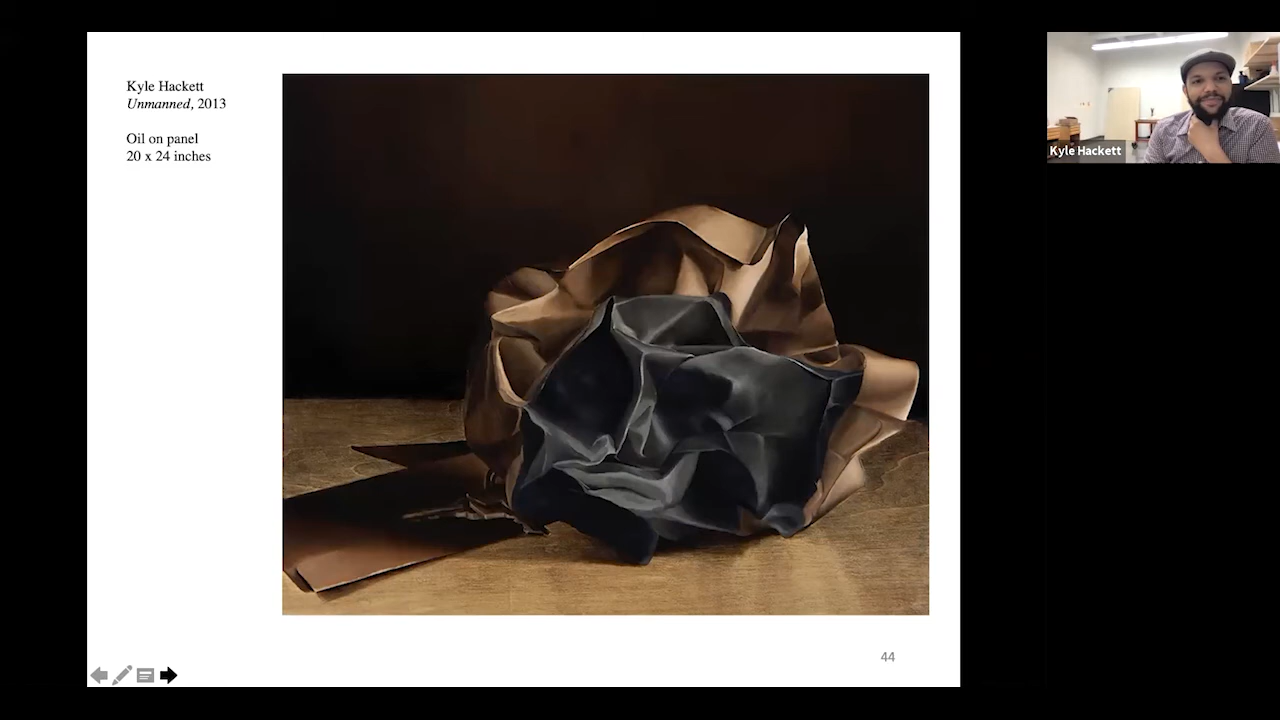 Kyle Hackett
Unmanned, 2013
Oil on panel
20 x 24 inches
Kyle Hackett
44